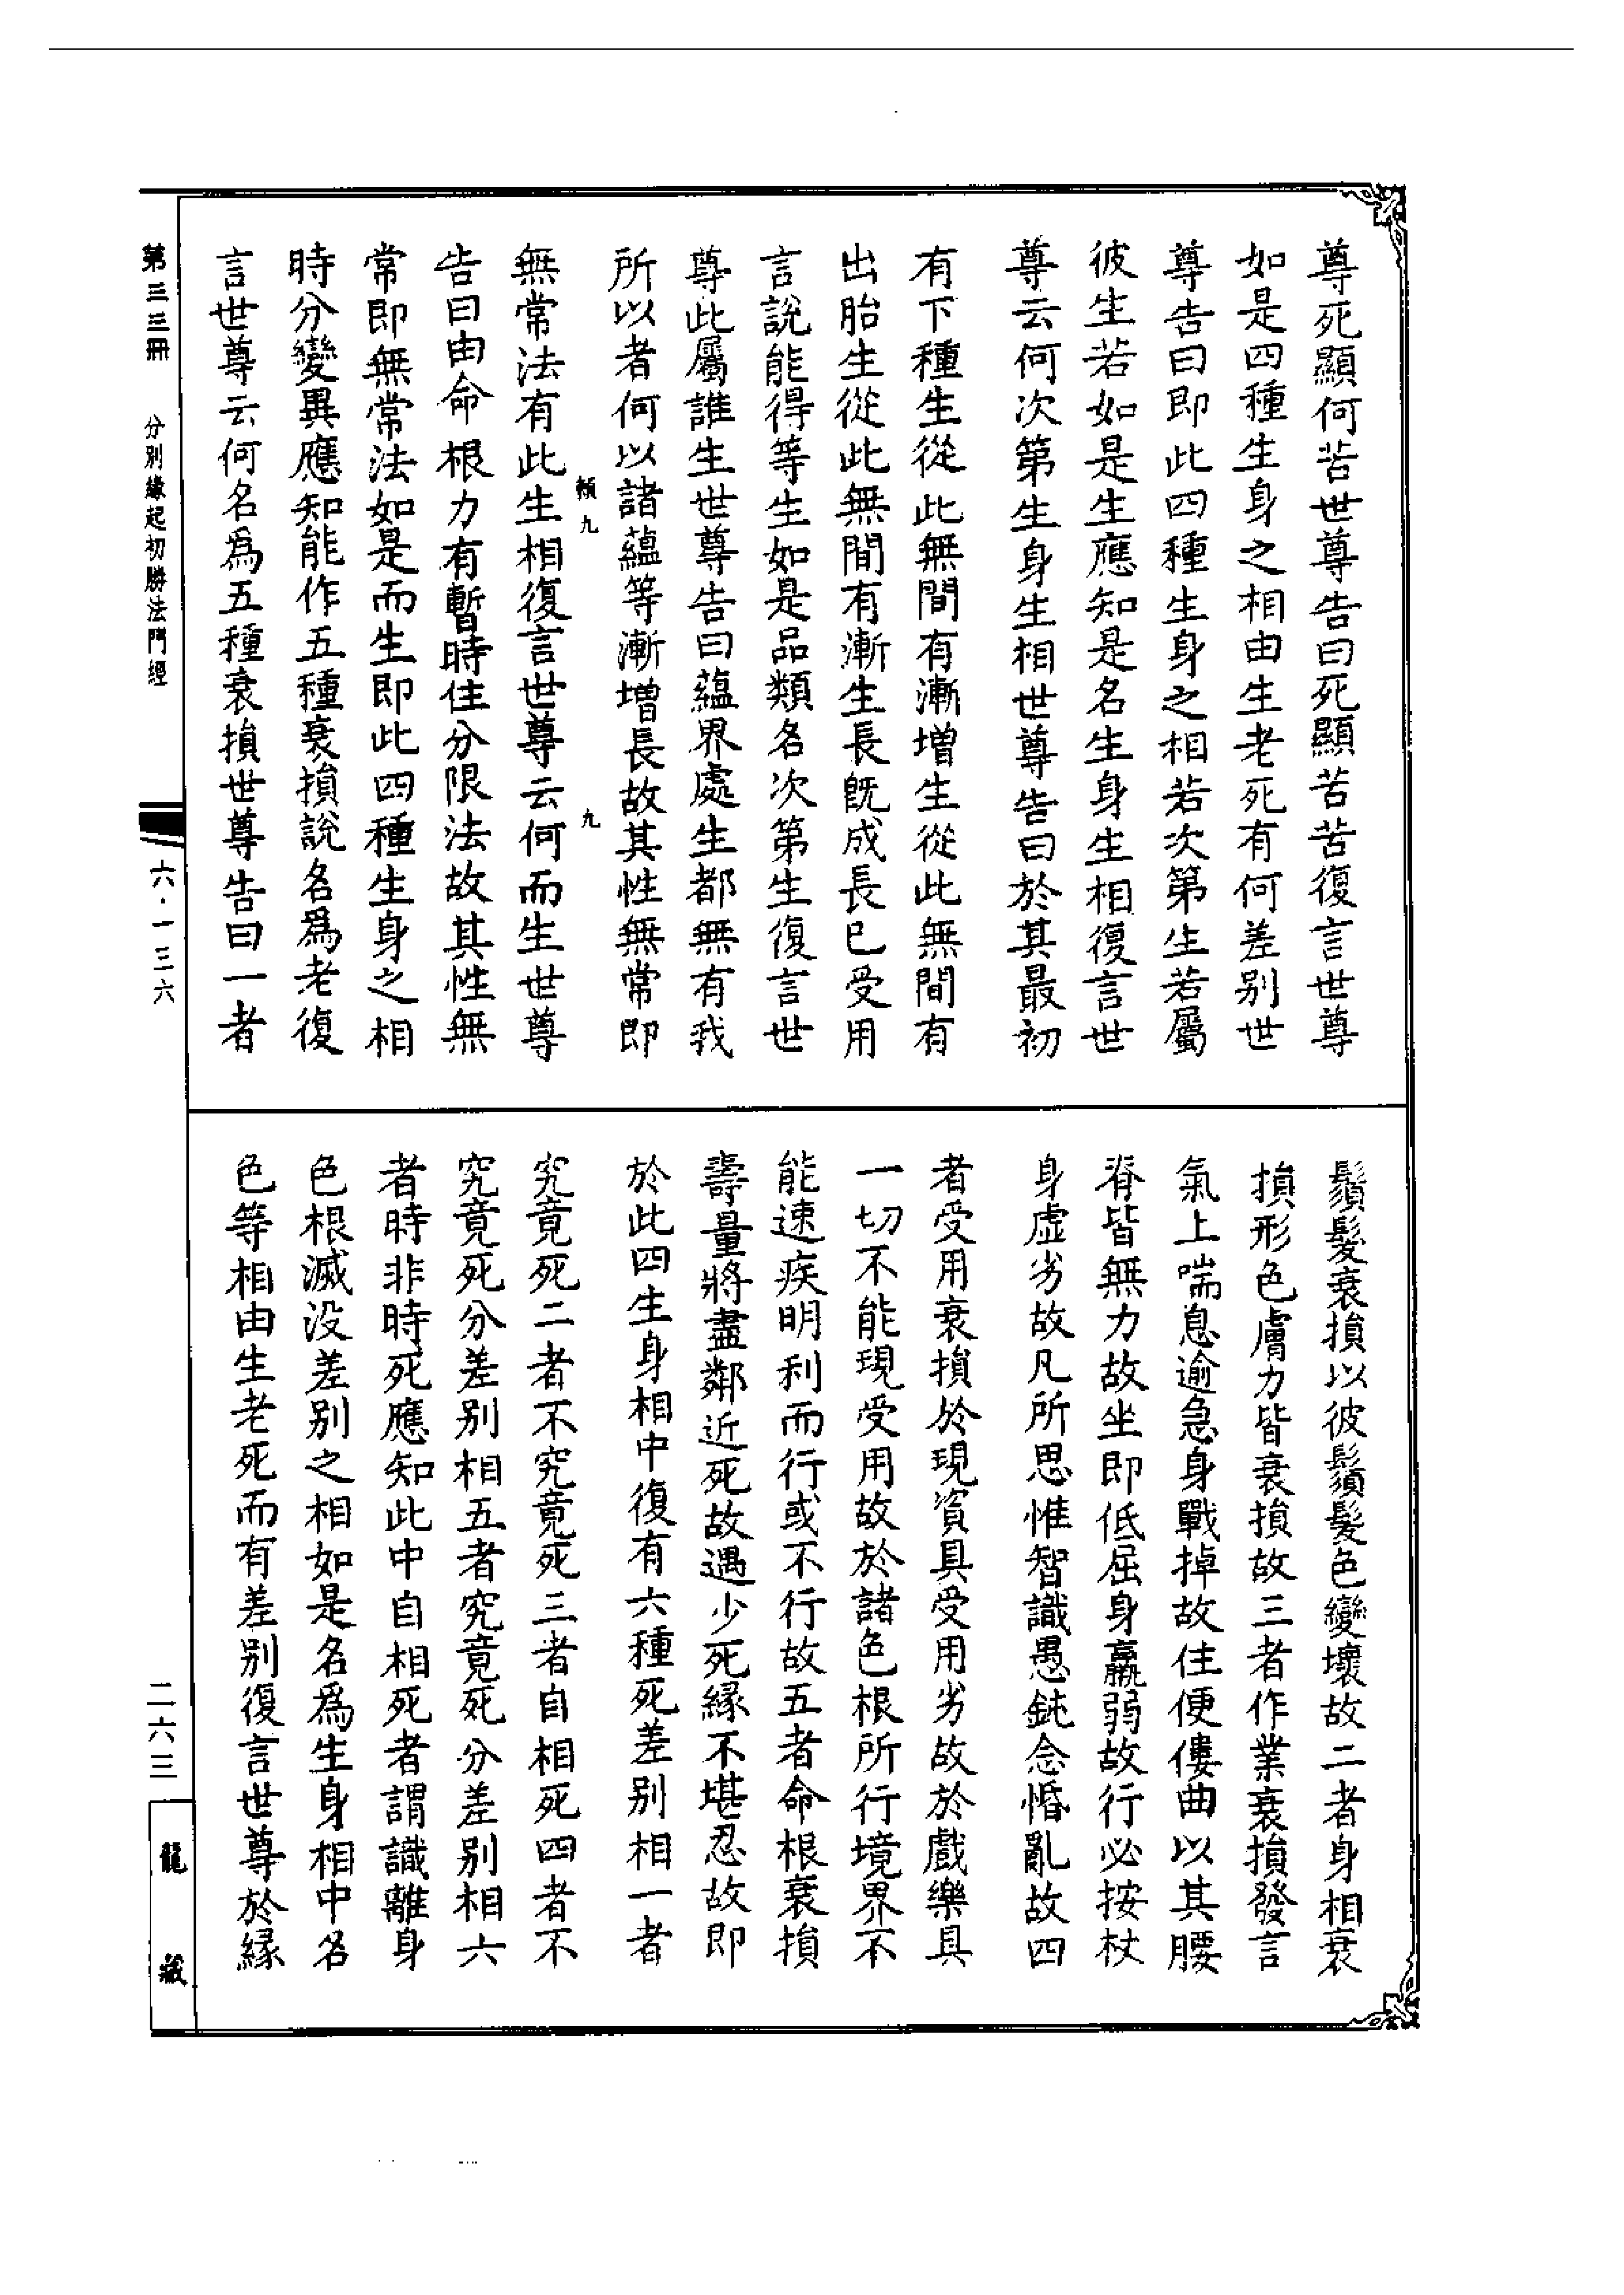 尊死顯何苦世尊告曰死顯苦苦復言世尊
如是四種生身之相由生老死有何差别世
尊告曰即此四種生身之相若次第生若屬
彼生若如是生應知是名生身生相復言世
尊云何次第生身生相世尊告曰於其最初
有下種生從此無間有漸增生從此無間有
出胎生從此無間有漸生長旣成長已受用
言說能得等生如是品類名次第生復言世
尊此屬誰生世尊告曰蘊界處生都無有我
所以者何以諸蘊等漸增長故其性無常即
頼九
九
無常法有此生相復言世尊云何而生世尊
告曰由命根力有暫時住分限法故其性無
常即無常法如是而生即此四種生身之相
時分變異應知能作五種衰損說名爲老復
言世尊云何名爲五種衰損世尊告曰一者
鬚髮衰損以彼鬚髮色變壞故二者身相衰
損形色膚力皆衰損故三者作業衰損發言
氣上喘息逾急身戰掉故住便僂曲以其腰
脊皆無力故坐即低屈身羸弱故行必按杖
身虛劣故凡所思惟智識愚鈍念惛亂故四
者受用衰損於現資具受用劣故於戲樂具
一切不能現受用故於諸色根所行境界不
能速疾明利而行或不行故五者命根衰損
壽量將盡鄰近死故遇少死緣不堪忍故即
於此四生身相中復有六種死差别相一者
究竟死二者不究竟死三者自相死四者不
究竟死分差别相五者究竟死分差别相六
者時非時死應知此中自相死者謂識離身
色根滅没差别之相如是名爲生身相中名
色等相由生老死而有差别復言世尊於緣
第三三冊 分别緣起初勝法門經
六·一三六
二六三
龍藏